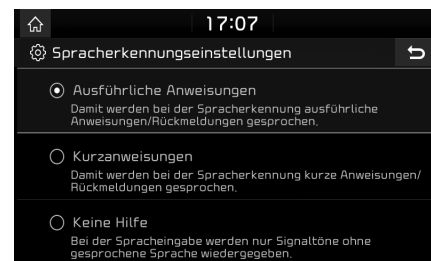 17:07
Spracherkennungseinstellungen
Ausführliche Anweisungen
Damit werden bei der Spracherkennung ausführliche
Anweisungen/Rückmeldungen gesprochen.
Kurzanweisungen
Damit werden bei der Spracherkennung kurze Anweisungen/
Rückmeldungen gesprochen.
Keine Hilfe
Bei der Spracheingabe werden nur Signaltöne ohne
gesprochene Sprache wiedergegeben.